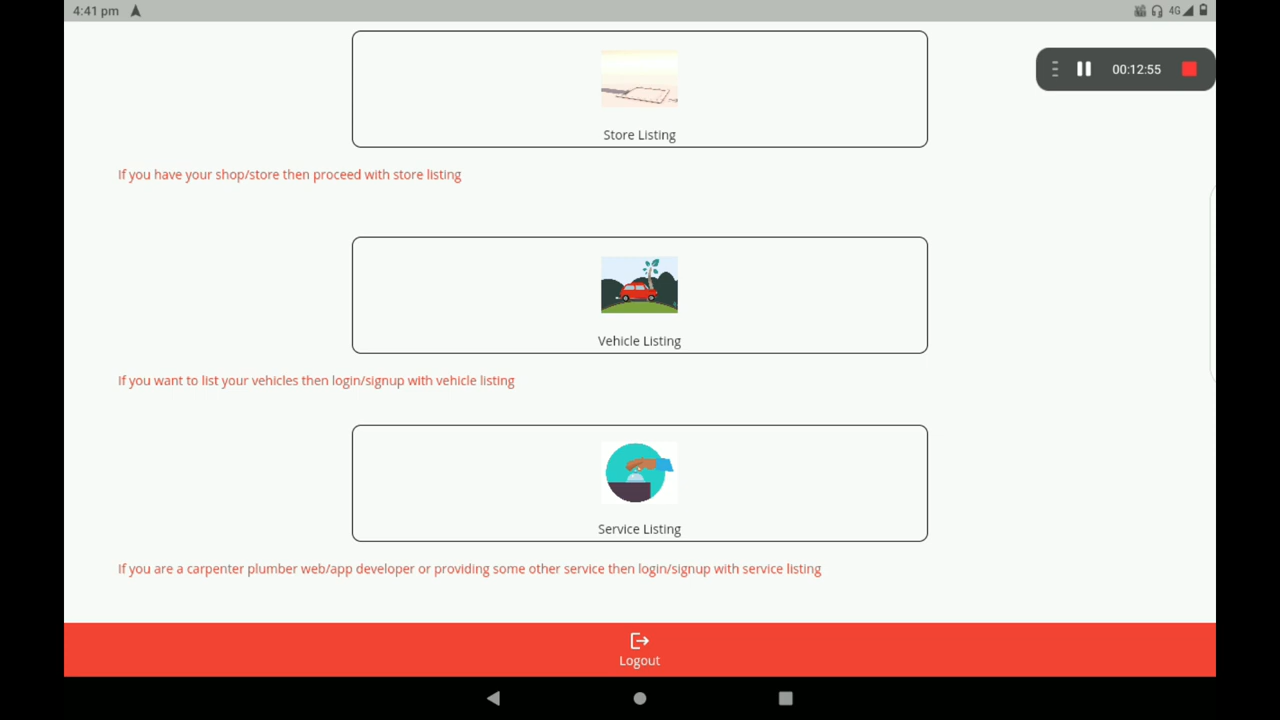 4:41 pm
4G
00:12:55
Store Listing
If you have your shop/store then proceed with store listing
Vehicle Listing
If you want to list your vehicles then login/signup with vehicle listing
Service Listing
If you are a carpenter plumber web/app developer or providing some other service then login/signup with service listing
Logout